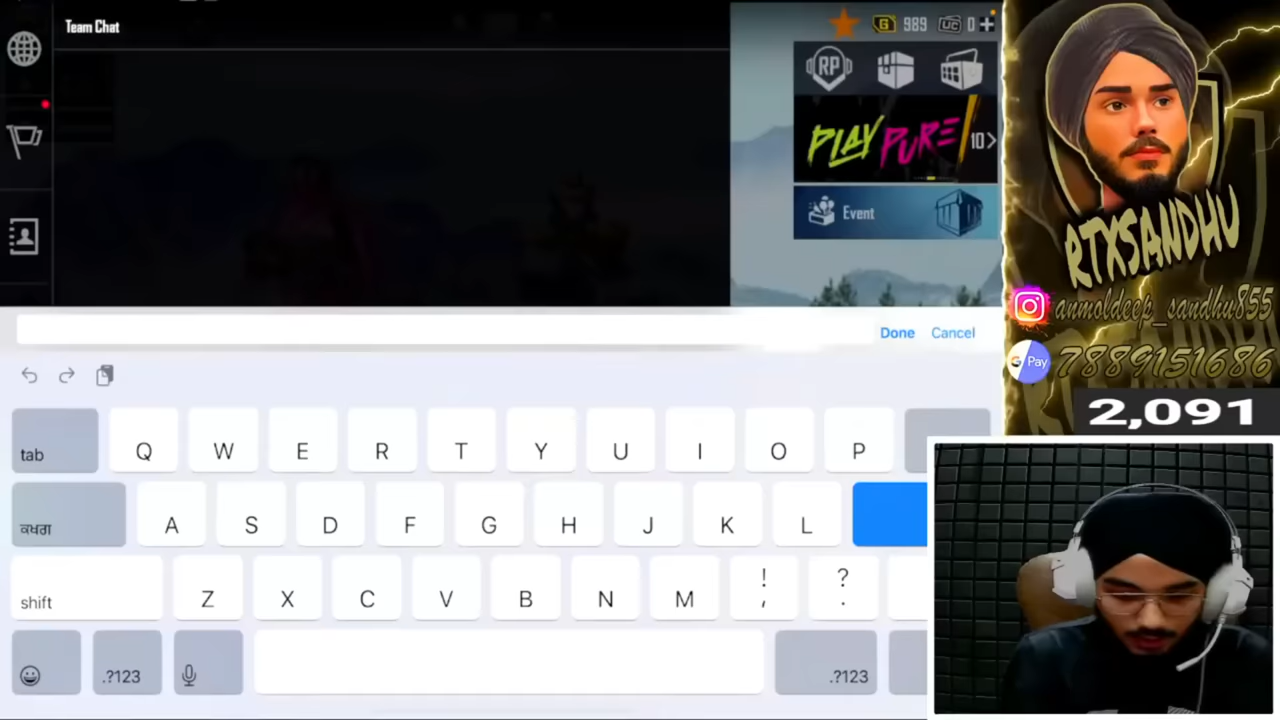 Team Chat
G 989 UC 0 +
RP
PLAY PURE 10>
Event
Done Cancel
tab Q W E R T Y U I O P
ਕਖਗ A S D F G H J K L
shift Z X C V B N M ! , ? .
.?123 .?123
RTXSANDHU
anmoldeep_sandhu855
G Pay 7889151686
2,091